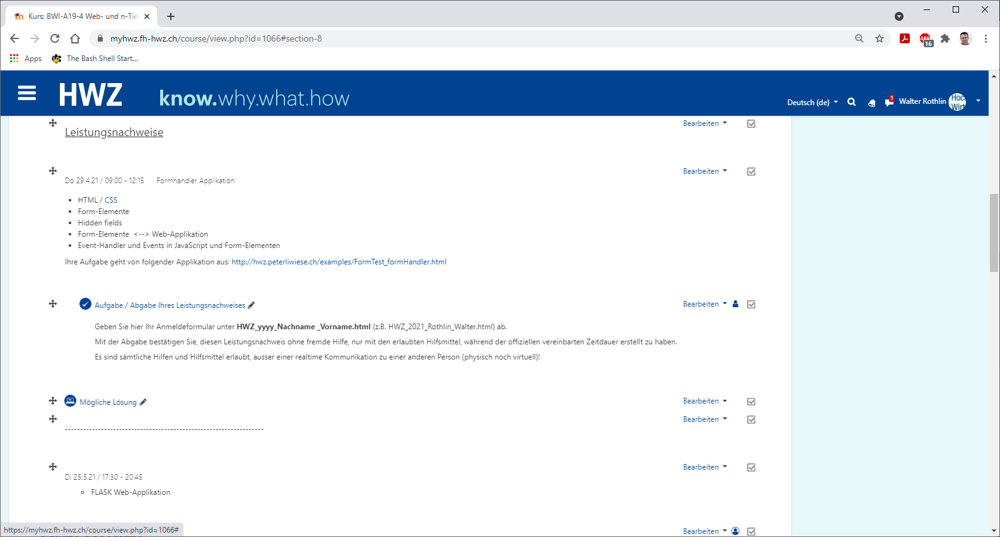 Kurs: BWI-A19-4 Web- und n-Tie
myhwz.fh-hwz.ch/course/view.php?id=1066#section-8
ABP
16
Apps
The Bash Shell Start...
HWZ
know.why.what.how
Deutsch (de)
1
Walter Rothlin
Hoc
Wirt
Leistungsnachweise
Bearbeiten
Bearbeiten
Do 29.4.21 / 09:00 - 12:15 Formhandler Applikation
HTML / CSS
Form-Elemente
Hidden fields
Form-Elemente <--> Web-Applikation
Event-Handler und Events in JavaScript und Form-Elementen
Ihre Aufgabe geht von folgender Applikation aus: http://hwz.peterliwiese.ch/examples/FormTest_formHandler.html
Aufgabe / Abgabe Ihres Leistungsnachweises
Bearbeiten
Geben Sie hier Ihr Anmeldeformular unter HWZ_yyyy_Nachname _Vorname.html (z.B. HWZ_2021_Rothlin_Walter.html) ab.
Mit der Abgabe bestätigen Sie, diesen Leistungsnachweis ohne fremde Hilfe, nur mit den erlaubten Hilfsmittel, während der offiziellen vereinbarten Zeitdauer erstellt zu haben.
Es sind sämtliche Hilfen und Hilfsmittel erlaubt, ausser einer realtime Kommunikation zu einer anderen Person (physisch noch virtuell)!
Mögliche Lösung
Bearbeiten
Bearbeiten
------------------------------------------------------------------
Bearbeiten
Di 25.5.21 / 17:30 - 20:45
FLASK Web-Applikation
https://myhwz.fh-hwz.ch/course/view.php?id=1066#
Bearbeiten